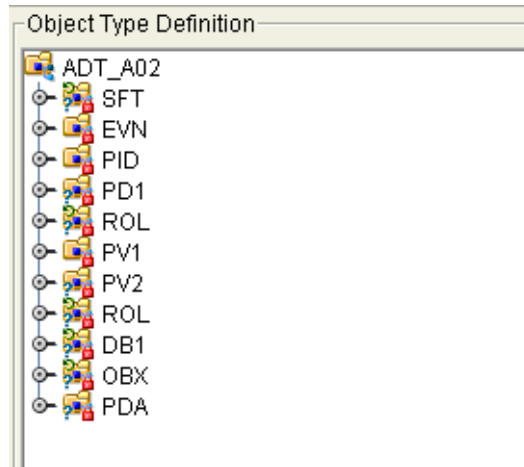 Object Type Definition
ADT_A02
SFT
EVN
PID
PD1
ROL
PV1
PV2
ROL
DB1
OBX
PDA